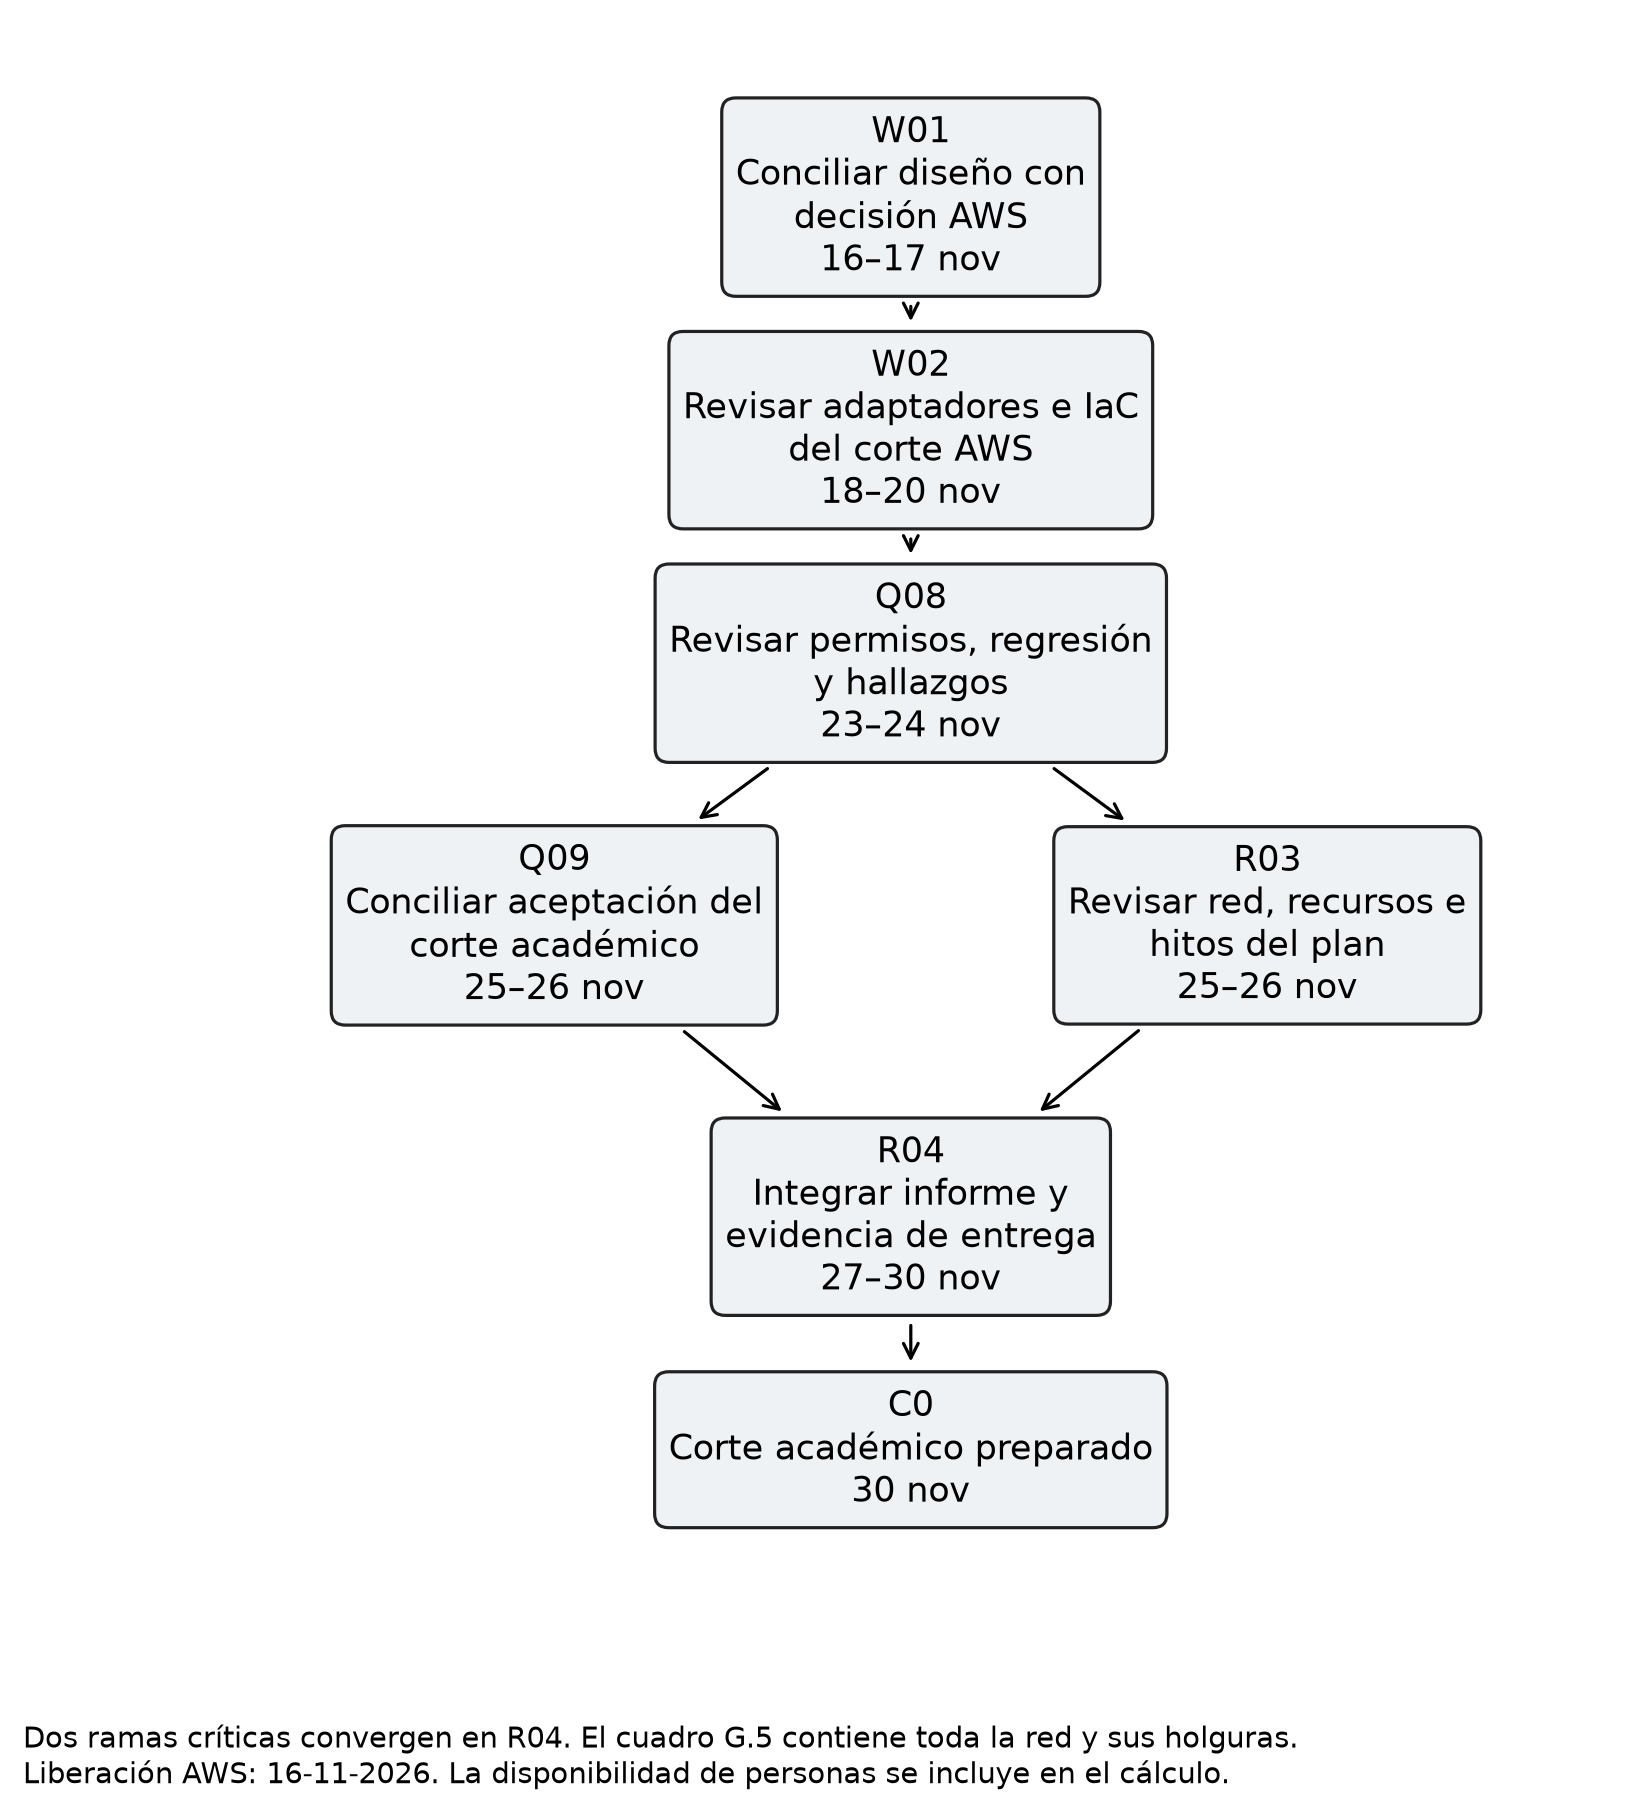 W01
Conciliar diseño con
decisión AWS
16–17 nov
W02
Revisar adaptadores e IaC
del corte AWS
18–20 nov
Q08
Revisar permisos, regresión
y hallazgos
23–24 nov
Q09
Conciliar aceptación del
corte académico
25–26 nov
R03
Revisar red, recursos e
hitos del plan
25–26 nov
R04
Integrar informe y
evidencia de entrega
27–30 nov
C0
Corte académico preparado
30 nov
Dos ramas críticas convergen en R04. El cuadro G.5 contiene toda la red y sus holguras.
Liberación AWS: 16-11-2026. La disponibilidad de personas se incluye en el cálculo.